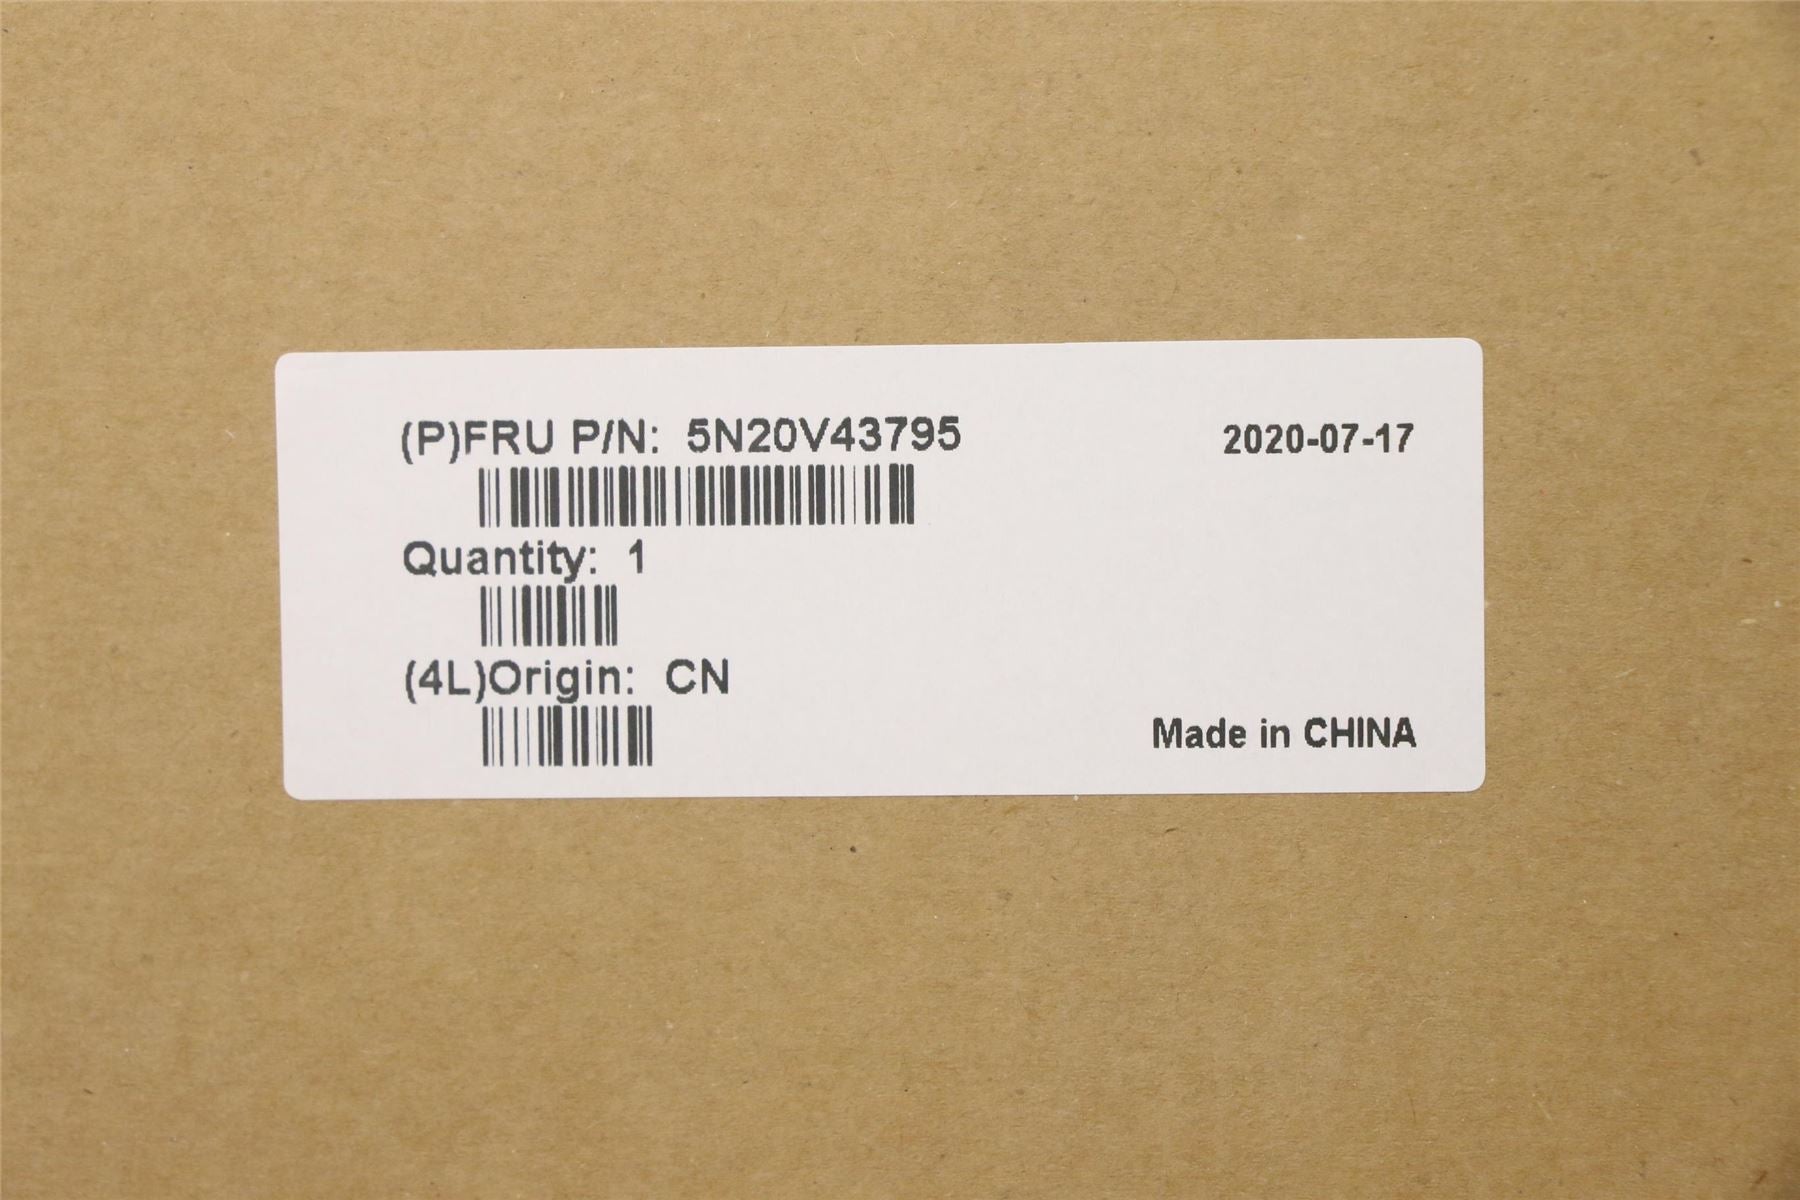 (P)FRU P/N: 5N20V43795
2020-07-17
Quantity: 1
(4L)Origin: CN
Made in CHINA